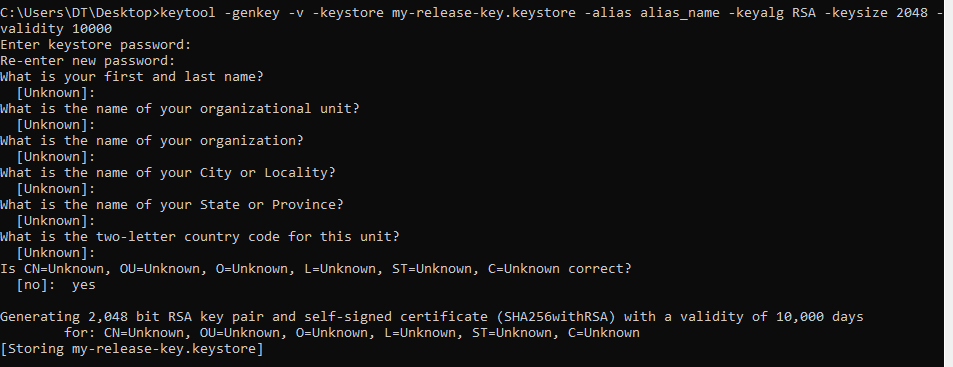 C:\Users\DT\Desktop>keytool -genkey -v -keystore my-release-key.keystore -alias alias_name -keyalg RSA -keysize 2048 -
validity 10000
Enter keystore password:
Re-enter new password:
What is your first and last name?
  [Unknown]:
What is the name of your organizational unit?
  [Unknown]:
What is the name of your organization?
  [Unknown]:
What is the name of your City or Locality?
  [Unknown]:
What is the name of your State or Province?
  [Unknown]:
What is the two-letter country code for this unit?
  [Unknown]:
Is CN=Unknown, OU=Unknown, O=Unknown, L=Unknown, ST=Unknown, C=Unknown correct?
  [no]:  yes
Generating 2,048 bit RSA key pair and self-signed certificate (SHA256withRSA) with a validity of 10,000 days
        for: CN=Unknown, OU=Unknown, O=Unknown, L=Unknown, ST=Unknown, C=Unknown
[Storing my-release-key.keystore]